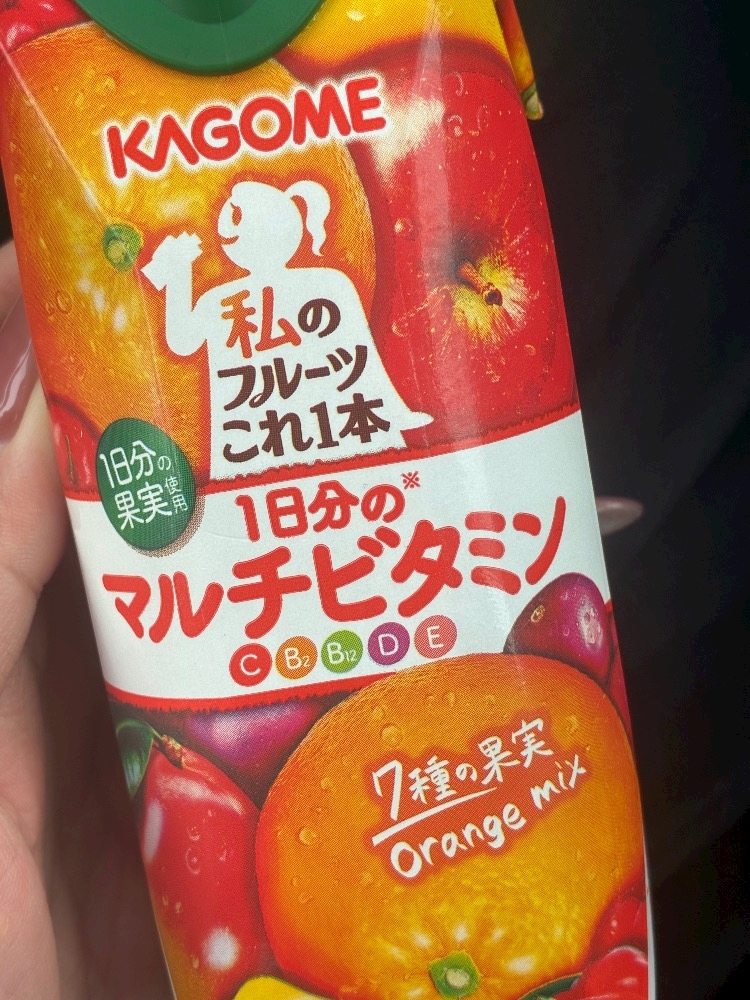 KAGOME
私の
フルーツ
これ1本
1日分の
果実使用
1日分の※
マルチビタミン
C B2 B12 D E
7種の果実
Orange mix